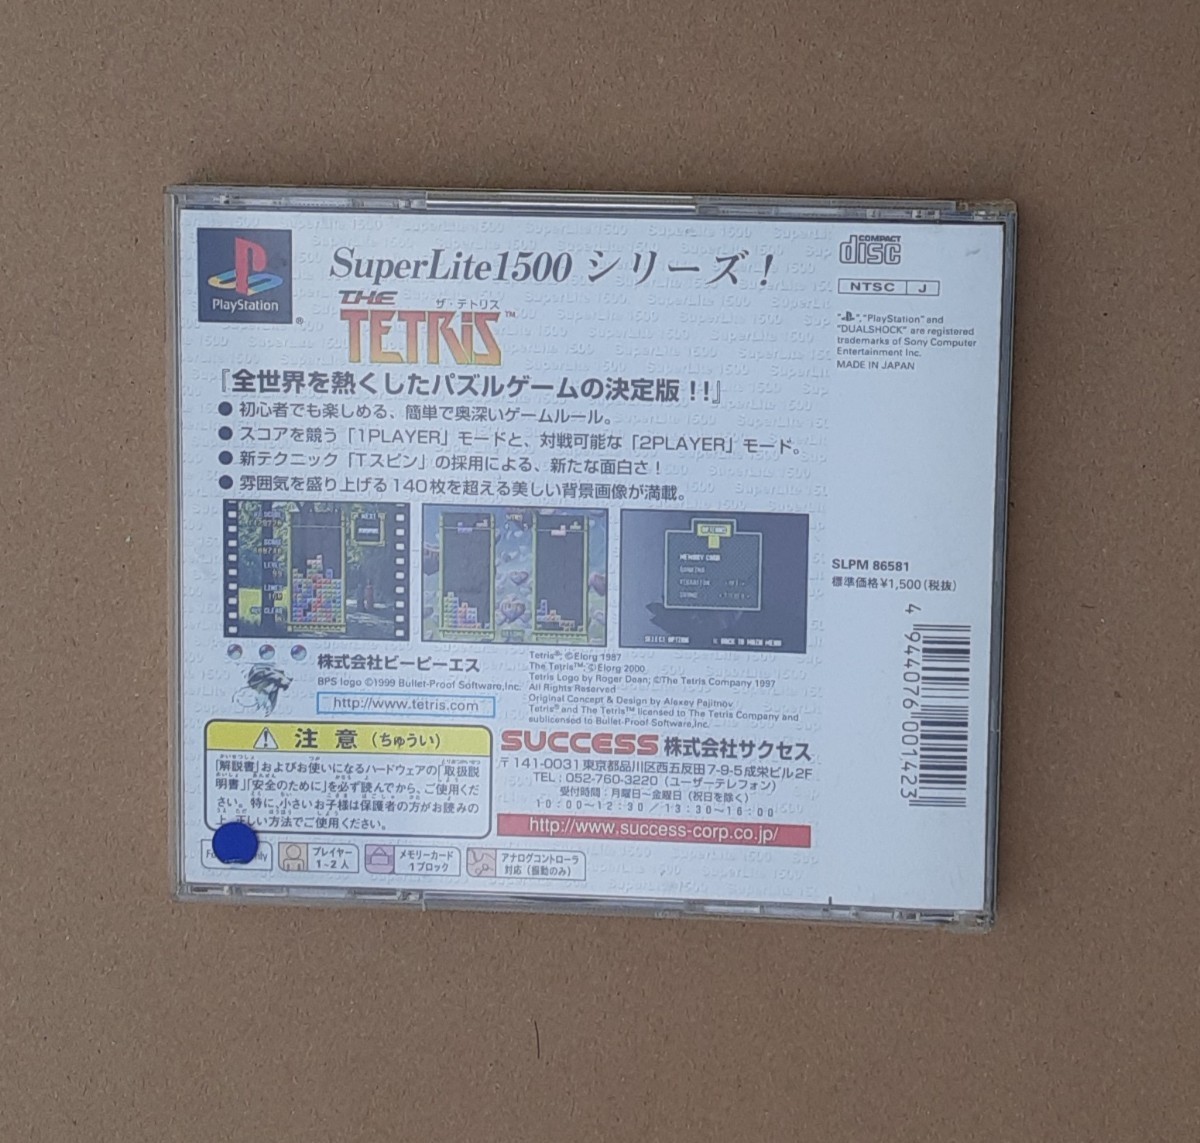 PlayStation
®
SuperLite1500 シリーズ!
THE
ザ・テトリス
TETRIS™
『全世界を熱くしたパズルゲームの決定版!!』
● 初心者でも楽しめる、簡単で奥深いゲームルール。
● スコアを競う「1PLAYER」モードと、対戦可能な「2PLAYER」モード。
● 新テクニック「Tスピン」の採用による、新たな面白さ!
● 雰囲気を盛り上げる140枚を超える美しい背景画像が満載。
COMPACT
disc
NTSC J
"PlayStation" and
"DUALSHOCK" are registered
trademarks of Sony Computer
Entertainment Inc.
MADE IN JAPAN
MEMORY CARD
SELECT OPTION
BACK TO MAIN MENU
SLPM 86581
標準価格¥1,500(税抜)
4 944076 001423
株式会社ビーピーエス
BPS logo ©1999 Bullet-Proof Software,Inc.
http://www.tetris.com
Tetris®; ©Elorg 1987
The Tetris™; ©Elorg 2000
Tetris Logo by Roger Dean; ©The Tetris Company 1997
All Rights Reserved
Original Concept & Design by Alexey Pajitnov
Tetris® and The Tetris™ licensed to The Tetris Company and
sublicensed to Bullet-Proof Software,Inc.
注意(ちゅうい)
「解説書」およびお使いになるハードウェアの「取扱説
明書」「安全のために」を必ず読んでから、ご使用くだ
さい。特に、小さいお子様は保護者の方がお読みの
上、正しい方法でご使用ください。
SUCCESS 株式会社サクセス
〒141-0031 東京都品川区西五反田7-9-5成栄ビル2F
TEL:052-760-3220(ユーザーテレフォン)
受付時間:月曜日〜金曜日(祝日を除く)
10:00〜12:30/13:30〜16:00
http://www.success-corp.co.jp/
プレイヤー
1〜2人
メモリーカード
1ブロック
アナログコントローラ
対応(振動のみ)